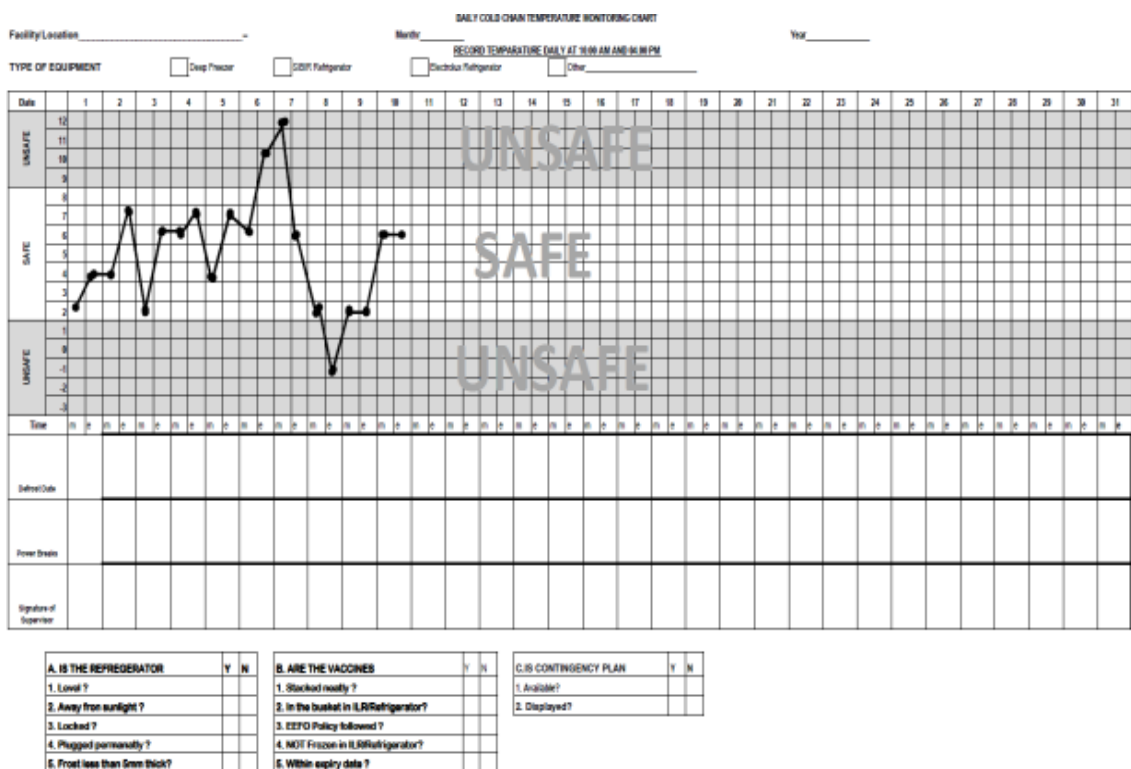 DAILY COLD CHAIN TEMPERATURE MONITORING CHART
Facility/Location Month: Year
RECORD TEMPARATURE DAILY AT 10:00 AM AND 04:00 PM
TYPE OF EQUIPMENT Deep Freezer SIBIR Refrigerator Electrolux Refrigerator Other
Date 1 2 3 4 5 6 7 8 9 10 11 12 13 14 15 16 17 18 19 20 21 22 23 24 25 26 27 28 29 30 31
UNSAFE
12
11
10
9
UNSAFE
SAFE
8
7
6
5
4
3
2
SAFE
UNSAFE
1
0
-1
-2
-3
UNSAFE
Time m e m e m e m e m e m e m e m e m e m e m e m e m e m e m e m e m e m e m e m e m e m e m e m e m e m e m e m e m e m e m e
Defrost Date
Power Breaks
Signature of
Supervisor
A. IS THE REFRIGERATOR Y N
1. Level ?
2. Away fron sunlight ?
3. Locked ?
4. Plugged permanatly ?
5. Frost less than 5mm thick?
B. ARE THE VACCINES Y N
1. Stacked neatly ?
2. In the busket in ILR/Refrigerator?
3. EEFO Policy followed ?
4. NOT Frozen in ILR/Refrigerator?
5. Within expiry date ?
C.IS CONTINGENCY PLAN Y N
1. Available?
2. Displayed?